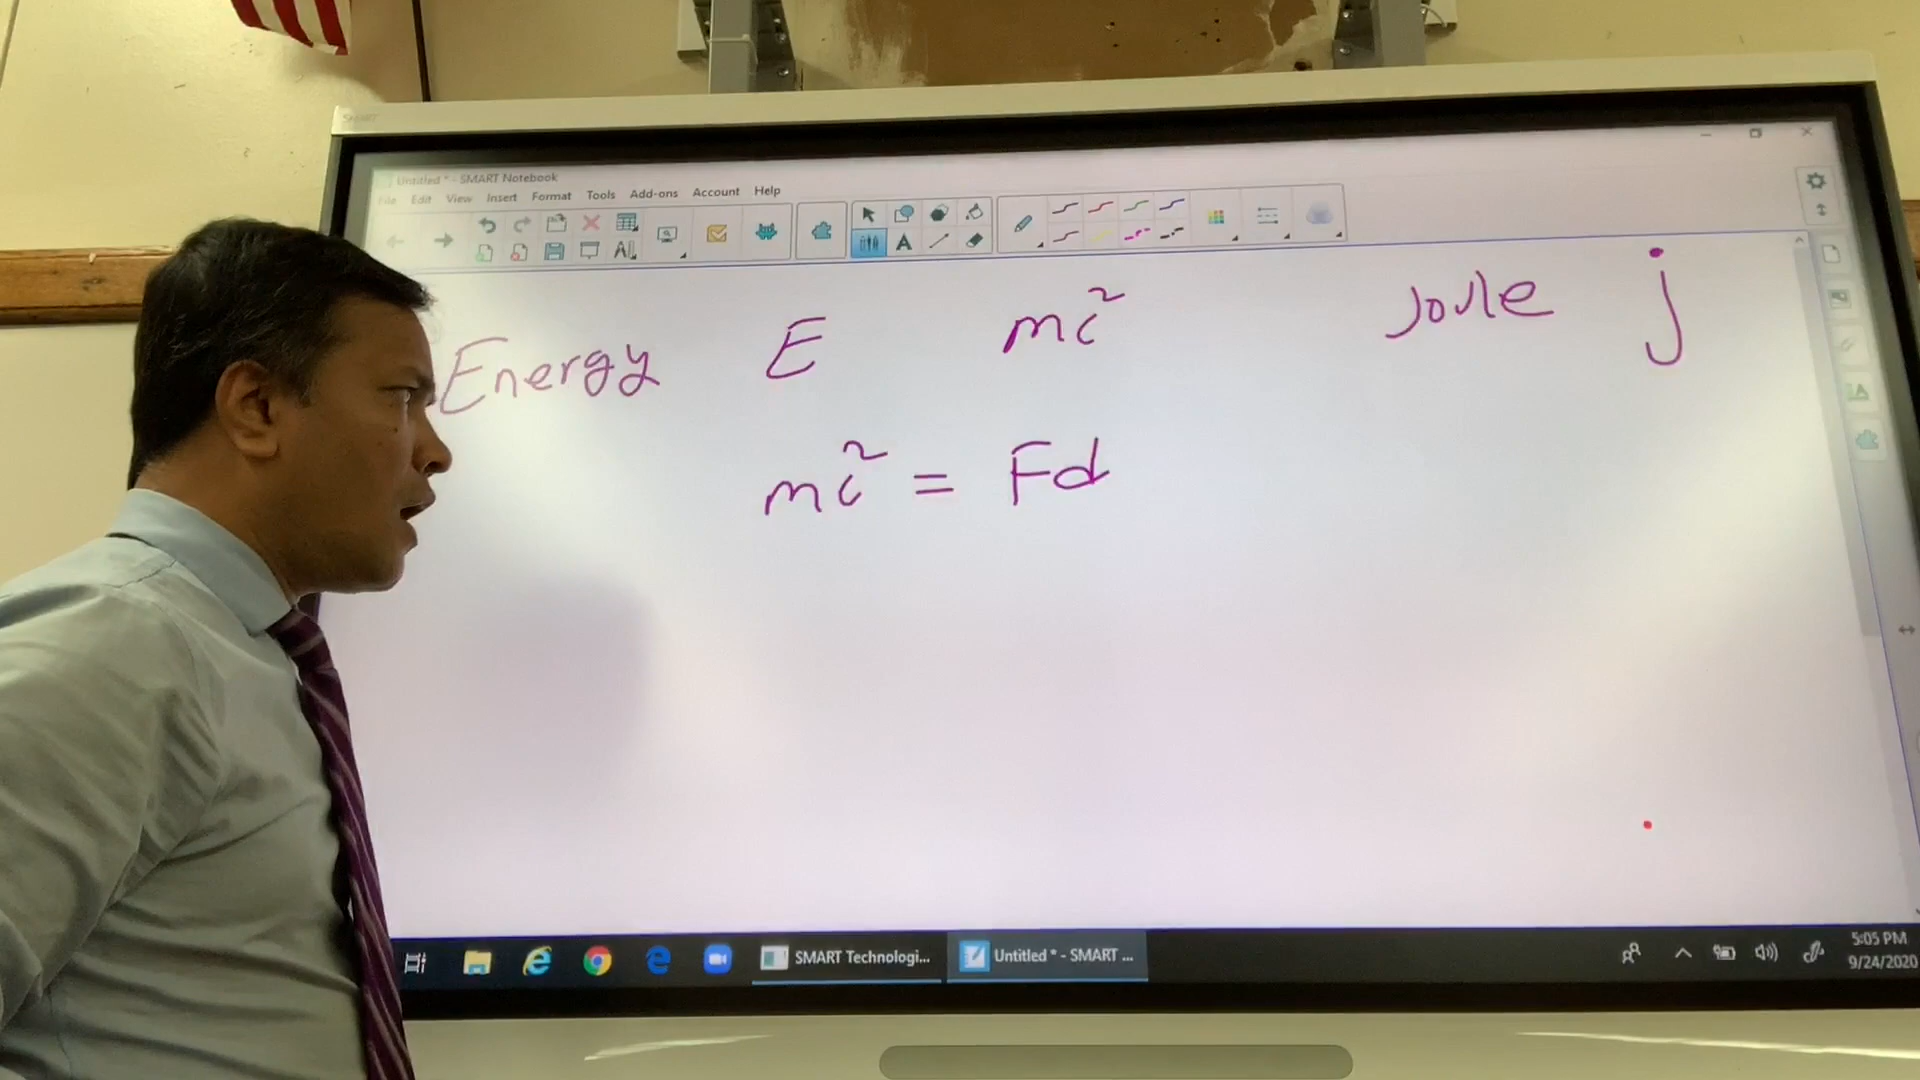 SMART
Untitled * - SMART Notebook
File Edit View Insert Format Tools Add-ons Account Help
Energy E mc² Joule j
mc² = Fd
SMART Technologi... Untitled * - SMART ...
5:05 PM
9/24/2020